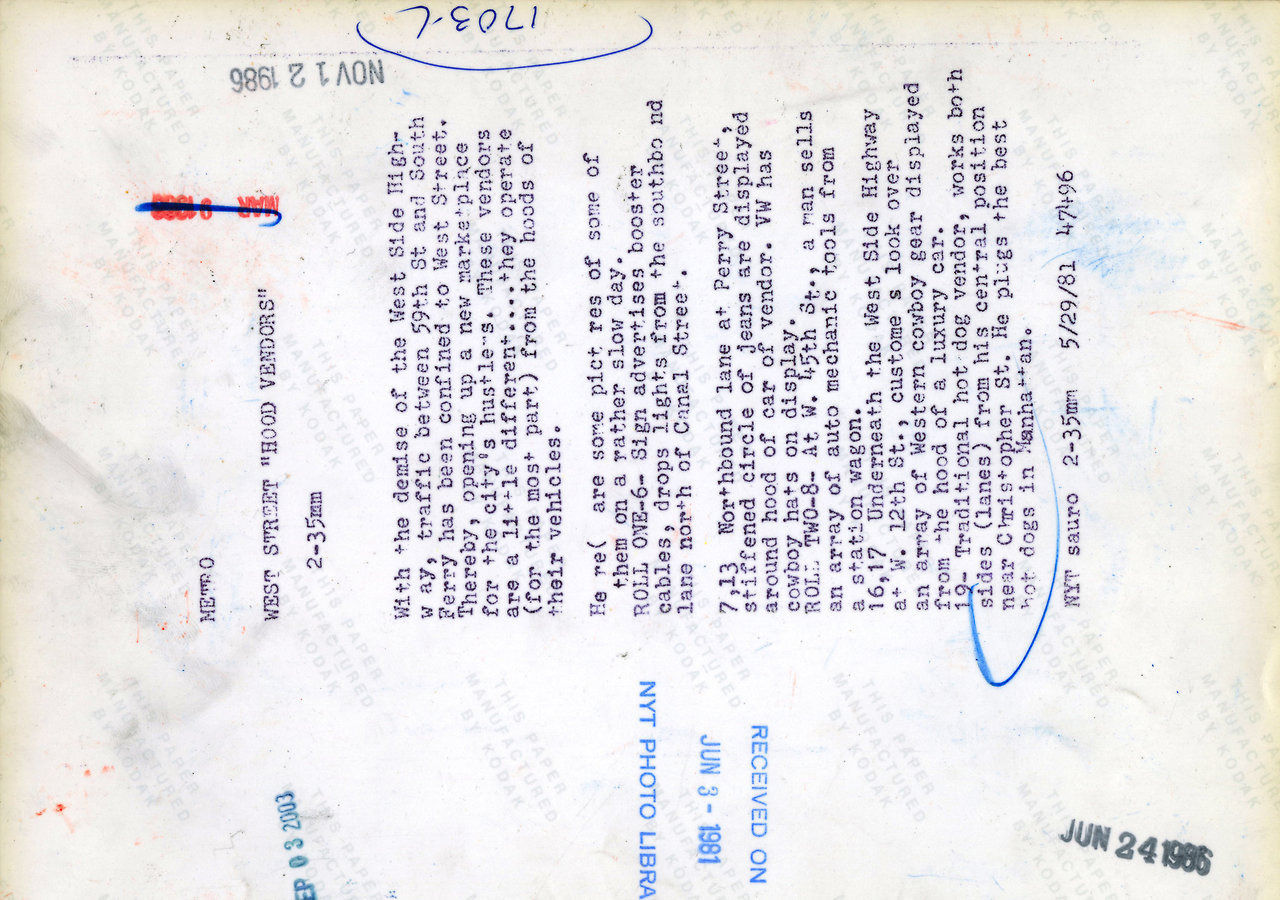 METRO
WEST STREET "HOOD VENDORS"
2-35mm
With the demise of the West Side High-
w ay, traffic between 59th St and South
Ferry has been confined to West Street.
Thereby, opening up a new marketplace
for the city's hustlers. These vendors
are a little different....they operate
(for the most part) from the hoods of
their vehicles.
He re( are some pict res of some of
them on a rather slow day.
ROLL ONE-6- Sign advertises booster
cables, drops lights from the southbo nd
lane north of Canal Street.
7,13 Northbound lane at Perry Street,
stiffened circle of jeans are displayed
around hood of car of vendor. VW has
cowboy hats on display.
ROLL TWO-8- At W. 45th St., a man sells
an array of auto mechanic tools from
a station wagon.
16,17 Underneath the West Side Highway
at W. 12th St., custome s look over
an array of Western cowboy gear displayed
from the hood of a luxury car.
19- Traditional hot dog vendor, works both
sides (lanes) from his central position
near Christopher St. He plugs the best
hot dogs in Manhattan.
NYT sauro 2-35mm 5/29/81 47496
1703-L
NOV 12 1986
MAR 9
RECEIVED ON
JUN 3 - 1981
NYT PHOTO LIBRA
EP 03 2003
JUN 24 1986
THIS PAPER
MANUFACTURED
BY KODAK